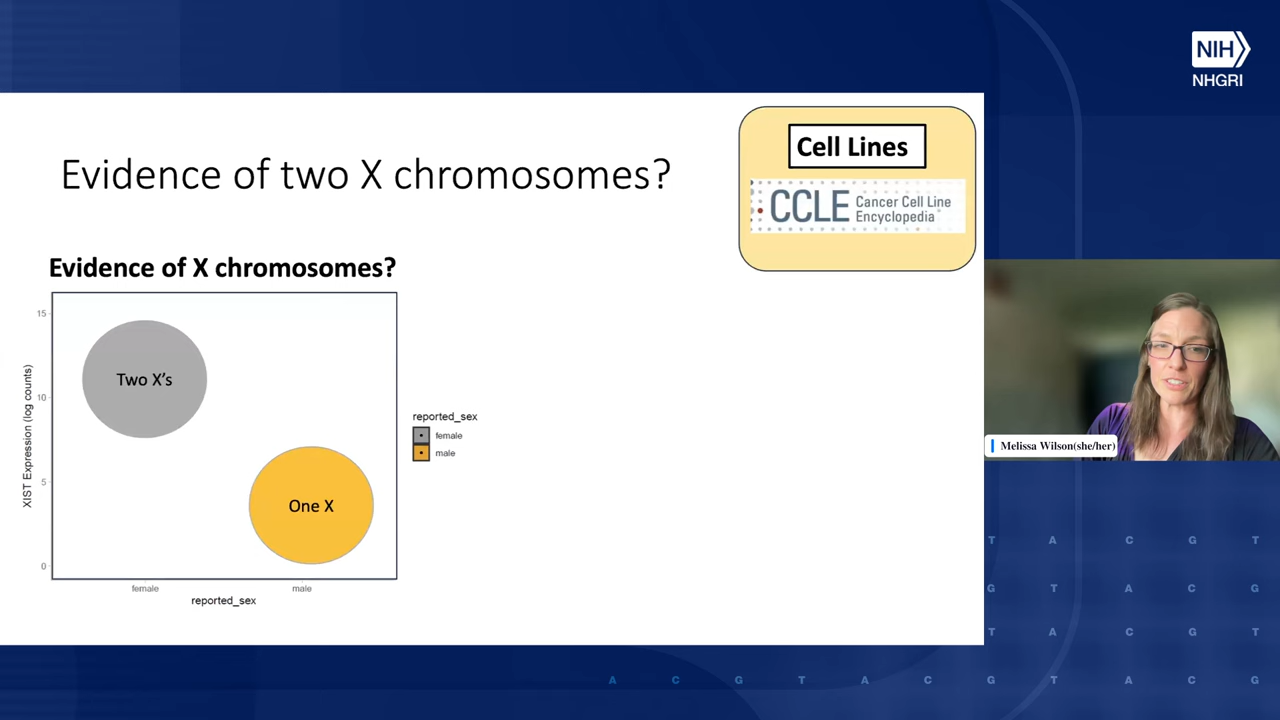 NIH
NHGRI
Evidence of two X chromosomes?
Cell Lines
CCLE Cancer Cell Line
Encyclopedia
Evidence of X chromosomes?
XIST Expression (log counts)
15
10
5
0
Two X's
One X
female
male
reported_sex
reported_sex
female
male
Melissa Wilson(she/her)
T A C G T
G T A C G
T A C G T
A C G T A C G T A C G